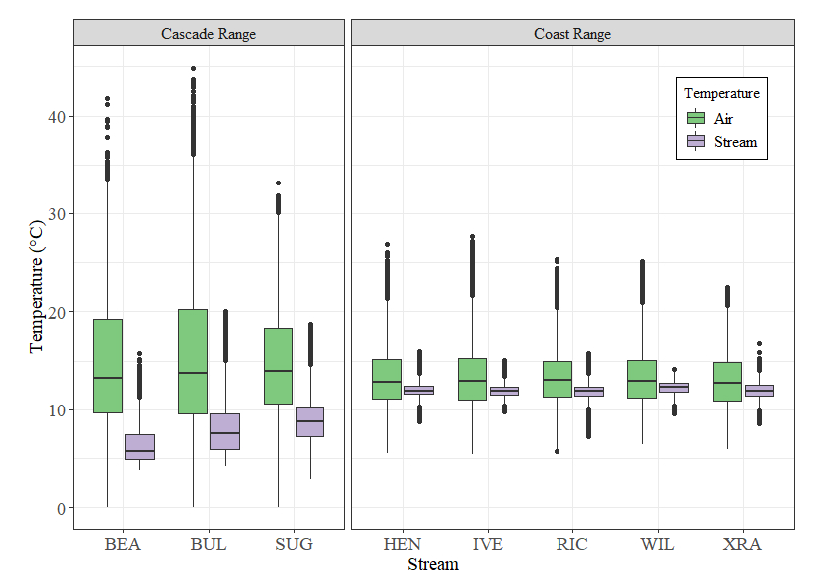 Cascade Range
Coast Range
Temperature
Air
Stream
Temperature (°C)
40
30
20
10
0
BEA
BUL
SUG
HEN
IVE
RIC
WIL
XRA
Stream